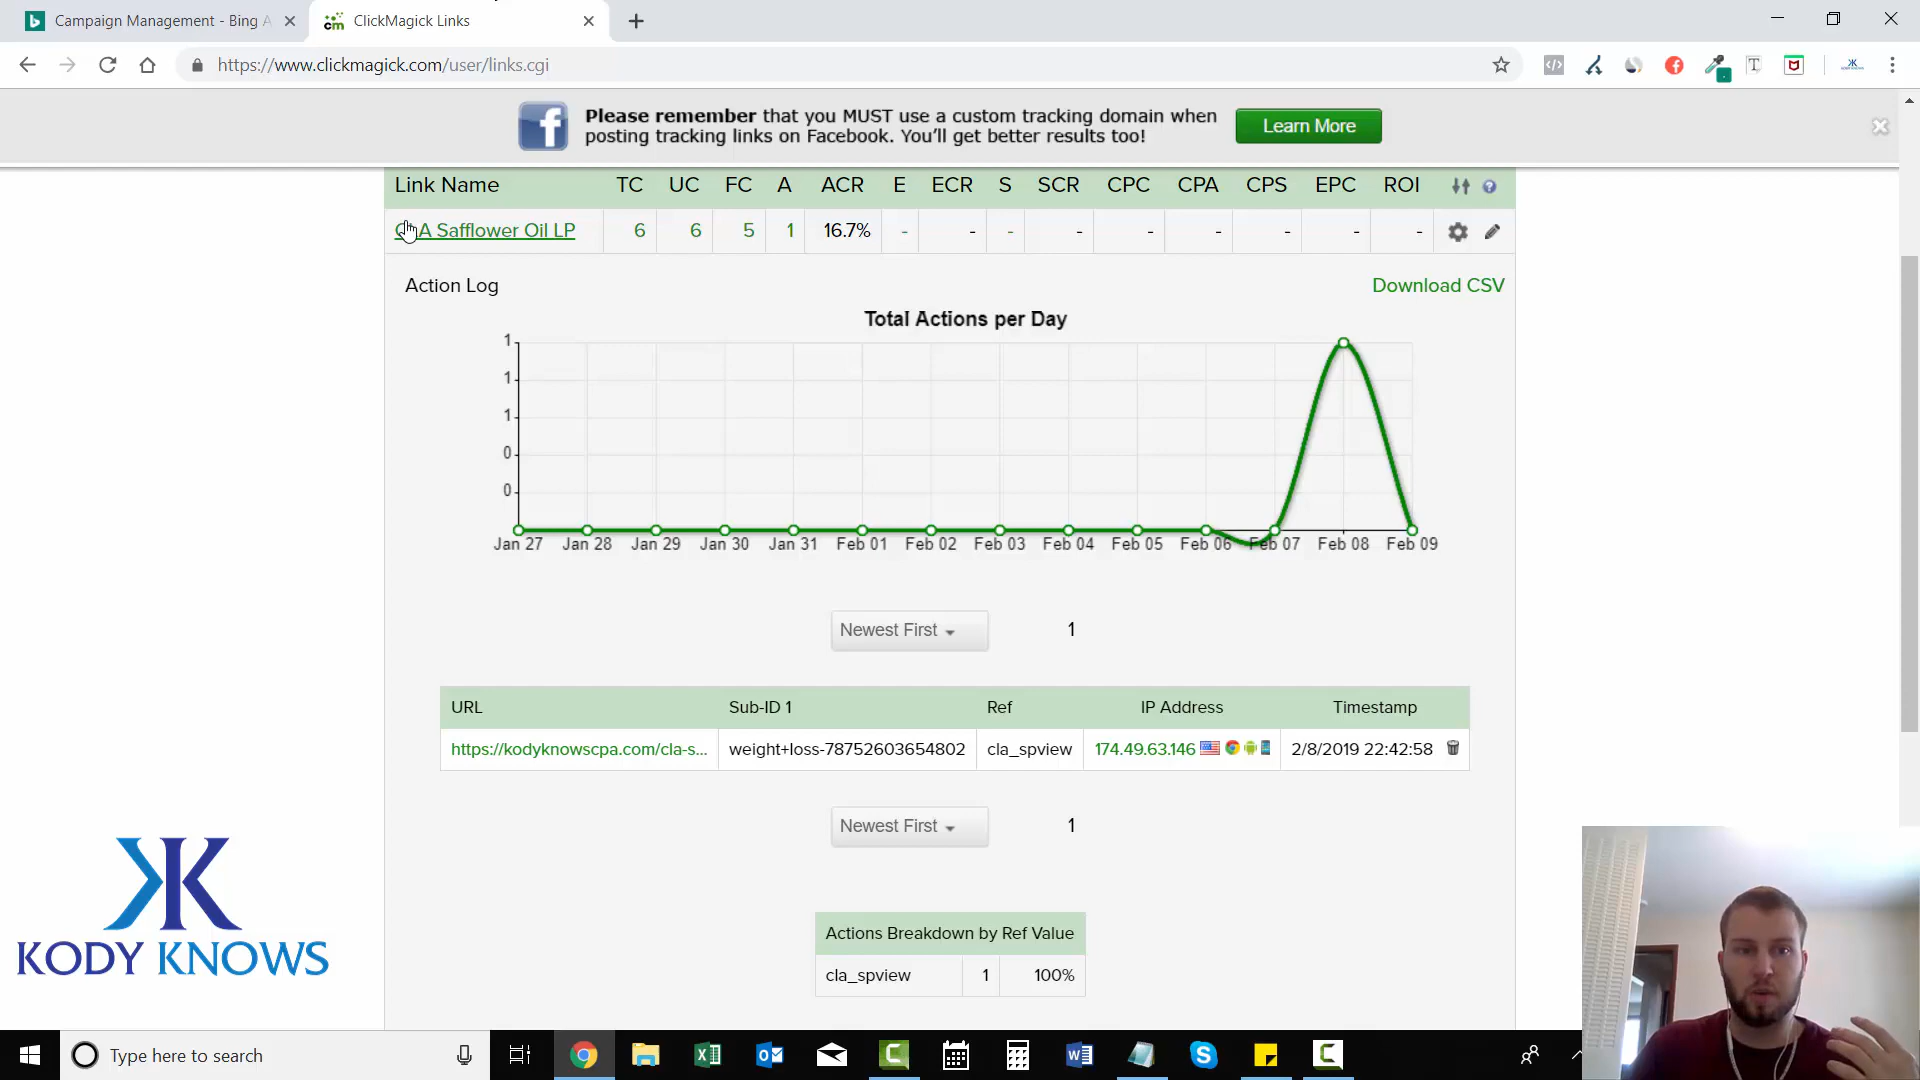 Campaign Management - Bing A
ClickMagick Links
https://www.clickmagick.com/user/links.cgi
Please remember that you MUST use a custom tracking domain when
posting tracking links on Facebook. You'll get better results too!
Learn More
Link Name TC UC FC A ACR E ECR S SCR CPC CPA CPS EPC ROI
CLA Safflower Oil LP 6 6 5 1 16.7% - - - - - - - - -
Action Log
Download CSV
Total Actions per Day
1
1
1
0
0
Jan 27 Jan 28 Jan 29 Jan 30 Jan 31 Feb 01 Feb 02 Feb 03 Feb 04 Feb 05 Feb 06 Feb 07 Feb 08 Feb 09
Newest First 1
URL Sub-ID 1 Ref IP Address Timestamp
https://kodyknowscpa.com/cla-s... weight+loss-78752603654802 cla_spview 174.49.63.146 2/8/2019 22:42:58
Newest First 1
Actions Breakdown by Ref Value
cla_spview 1 100%
KODY KNOWS
Type here to search